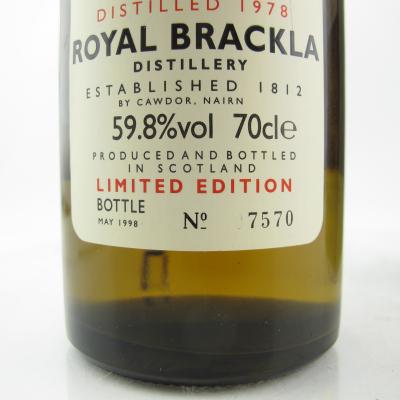 DISTILLED 1978
ROYAL BRACKLA
DISTILLERY
ESTABLISHED 1812
BY CAWDOR, NAIRN
59.8%vol 70cle
PRODUCED AND BOTTLED
IN SCOTLAND
LIMITED EDITION
BOTTLE
MAY 1998 Nº 7570